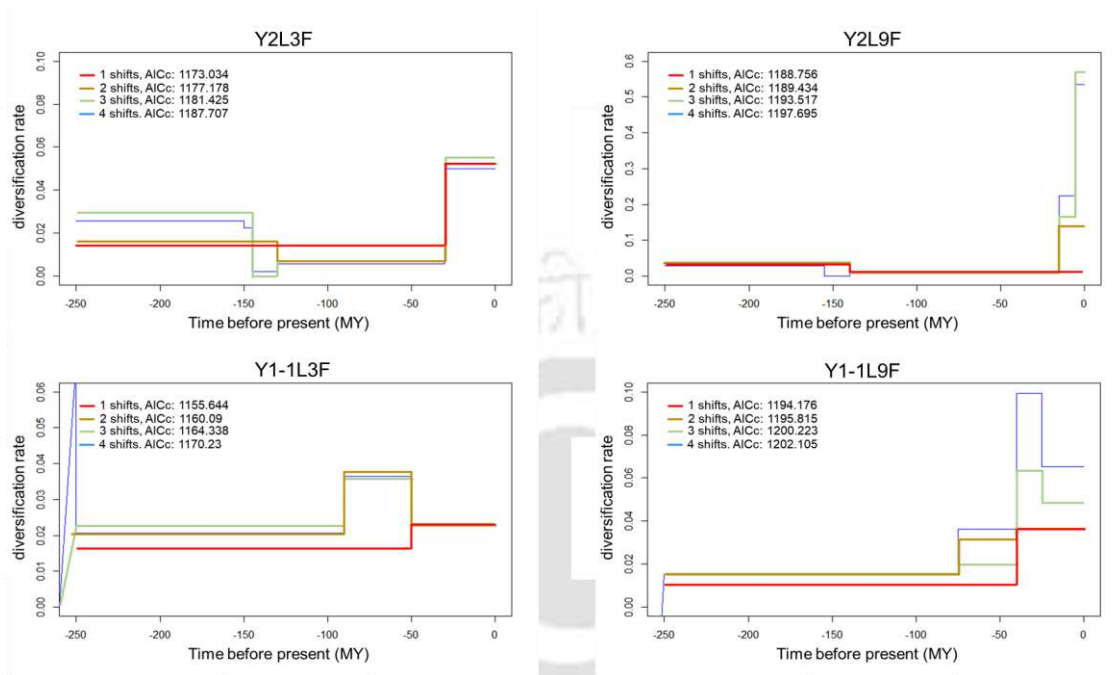 Y2L3F
1 shifts, AICc: 1173.034
2 shifts, AICc: 1177.178
3 shifts, AICc: 1181.425
4 shifts. AICc: 1187.707
diversification rate
0.00
0.02
0.04
0.06
0.08
0.10
-250
-200
-150
-100
-50
0
Time before present (MY)
Y2L9F
1 shifts, AICc: 1188.756
2 shifts, AICc: 1189.434
3 shifts, AICc: 1193.517
4 shifts, AICc: 1197.695
diversification rate
0.0
0.1
0.2
0.3
0.4
0.5
0.6
-250
-200
-150
-100
-50
0
Time before present (MY)
Y1-1L3F
1 shifts, AICc: 1155.644
2 shifts, AICc: 1160.09
3 shifts, AICc: 1164.338
4 shifts. AICc: 1170.23
diversification rate
0.00
0.01
0.02
0.03
0.04
0.05
0.06
-250
-200
-150
-100
-50
0
Time before present (MY)
Y1-1L9F
1 shifts, AICc: 1194.176
2 shifts, AICc: 1195.815
3 shifts, AICc: 1200.223
4 shifts. AICc: 1202.105
diversification rate
0.00
0.02
0.04
0.06
0.08
0.10
-250
-200
-150
-100
-50
0
Time before present (MY)